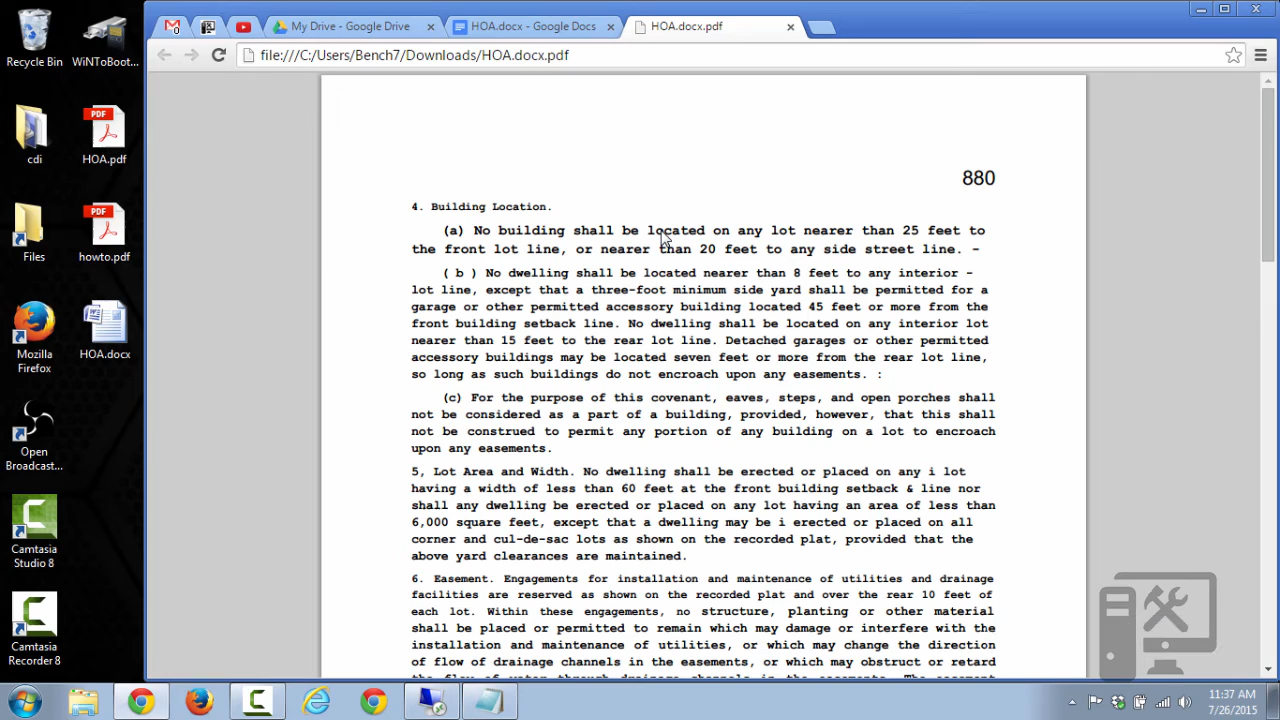 My Drive - Google Drive
HOA.docx - Google Docs
HOA.docx.pdf
file:///C:/Users/Bench7/Downloads/HOA.docx.pdf
Recycle Bin
WiNToBoot...
PDF
cdi
HOA.pdf
PDF
Files
howto.pdf
Mozilla
Firefox
HOA.docx
Open
Broadcast...
Camtasia
Studio 8
Camtasia
Recorder 8
880
4. Building Location.
(a) No building shall be located on any lot nearer than 25 feet to
the front lot line, or nearer than 20 feet to any side street line. -
( b ) No dwelling shall be located nearer than 8 feet to any interior -
lot line, except that a three-foot minimum side yard shall be permitted for a
garage or other permitted accessory building located 45 feet or more from the
front building setback line. No dwelling shall be located on any interior lot
nearer than 15 feet to the rear lot line. Detached garages or other permitted
accessory buildings may be located seven feet or more from the rear lot line,
so long as such buildings do not encroach upon any easements. :
(c) For the purpose of this covenant, eaves, steps, and open porches shall
not be considered as a part of a building, provided, however, that this shall
not be construed to permit any portion of any building on a lot to encroach
upon any easements.
5, Lot Area and Width. No dwelling shall be erected or placed on any i lot
having a width of less than 60 feet at the front building setback & line nor
shall any dwelling be erected or placed on any lot having an area of less than
6,000 square feet, except that a dwelling may be i erected or placed on all
corner and cul-de-sac lots as shown on the recorded plat, provided that the
above yard clearances are maintained.
6. Easement. Engagements for installation and maintenance of utilities and drainage
facilities are reserved as shown on the recorded plat and over the rear 10 feet of
each lot. Within these engagements, no structure, planting or other material
shall be placed or permitted to remain which may damage or interfere with the
installation and maintenance of utilities, or which may change the direction
of flow of drainage channels in the easements, or which may obstruct or retard
the flow of water through drainage channels in the easements. The easement
11:37 AM
7/26/2015